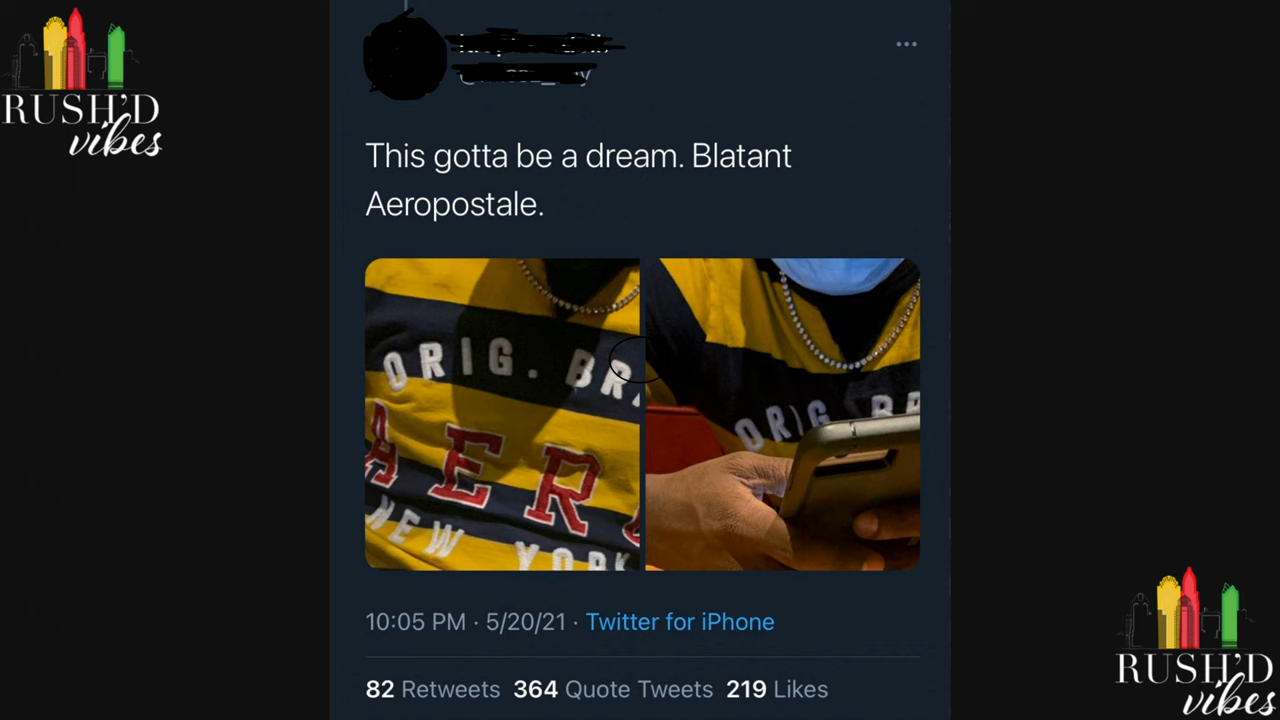 RUSH'D
vibes
This gotta be a dream. Blatant
Aeropostale.
ORIG. BR
AER
NEW YORK
ORIG BR
10:05 PM · 5/20/21 · Twitter for iPhone
82 Retweets 364 Quote Tweets 219 Likes
RUSH'D
vibes